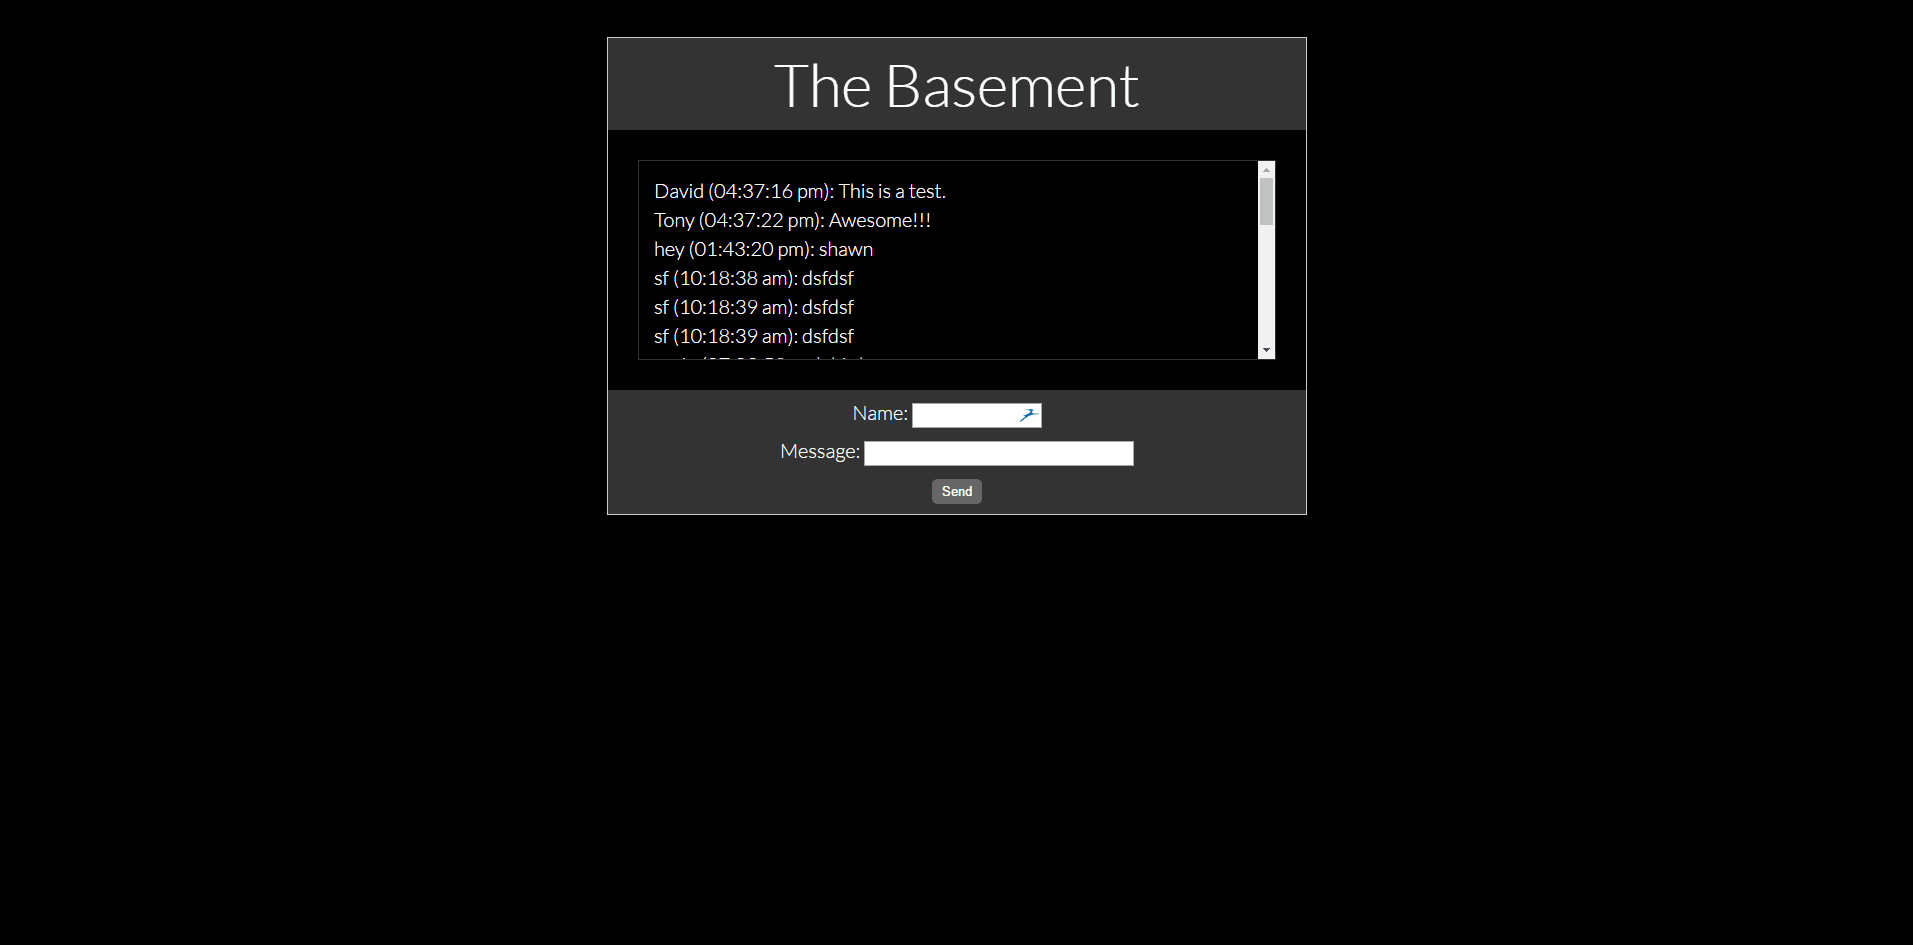 The Basement
David (04:37:16 pm): This is a test.
Tony (04:37:22 pm): Awesome!!!
hey (01:43:20 pm): shawn
sf (10:18:38 am): dsfdsf
sf (10:18:39 am): dsfdsf
sf (10:18:39 am): dsfdsf
Name:
Message:
Send